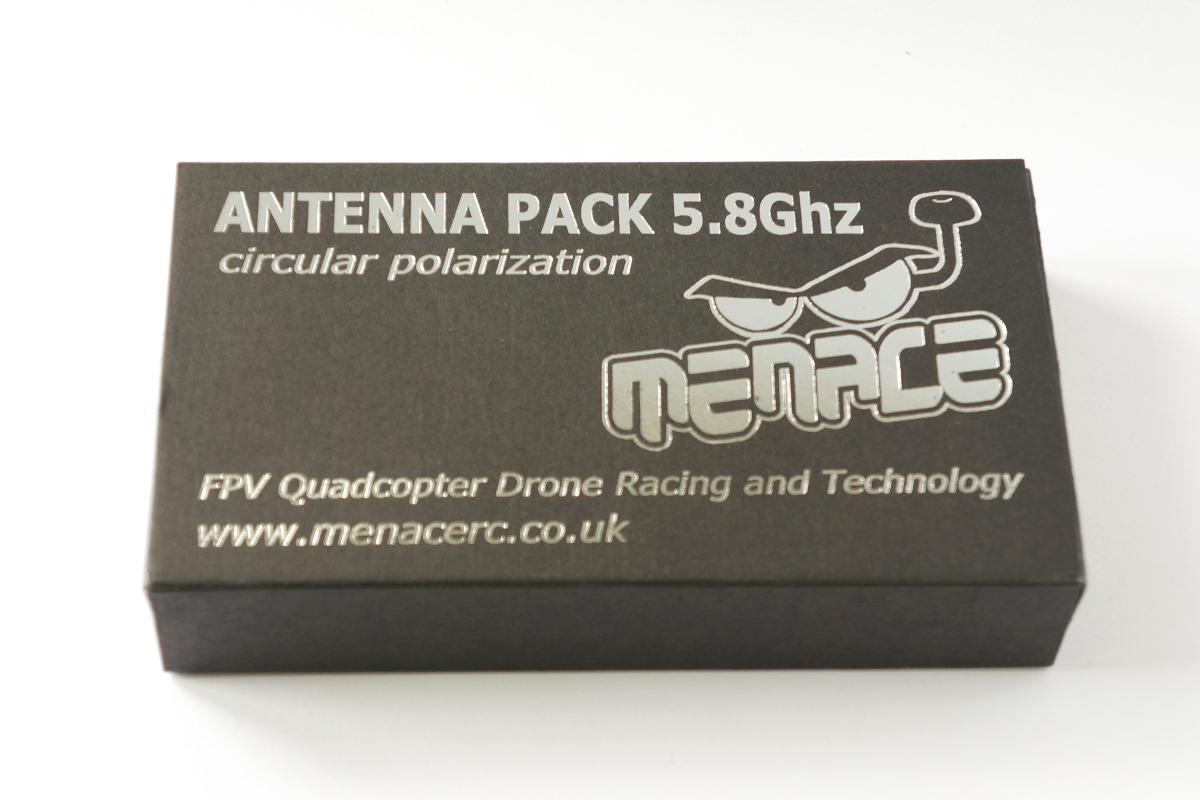 ANTENNA PACK 5.8Ghz
circular polarization
MENACE
FPV Quadcopter Drone Racing and Technology
www.menacerc.co.uk